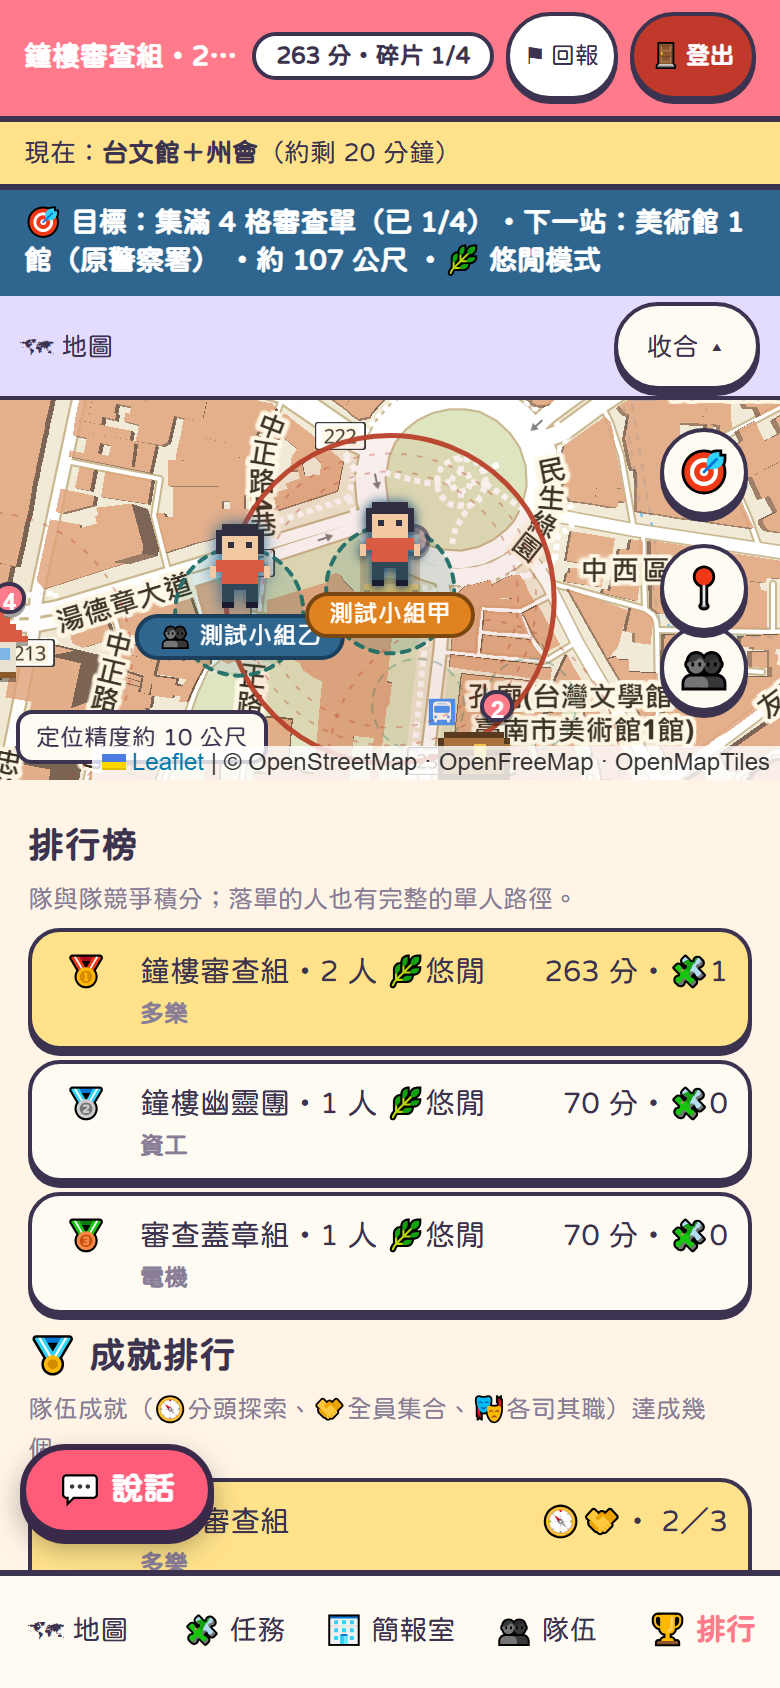 鐘樓審查組・2…
263 分・碎片 1/4
回報
登出
現在：台文館＋州會（約剩 20 分鐘）
目標：集滿 4 格審查單（已 1/4）・下一站：美術館 1
館（原警察署）・約 107 公尺・悠閒模式
地圖
收合 ▲
中正路
巷
222
民生綠園
中西區
湯德章大道
4
213
中正路
測試小組乙
測試小組甲
正路
孔廟(台灣文學館
2
臺南市美術館1館)
友
忠
定位精度約 10 公尺
Leaflet | © OpenStreetMap · OpenFreeMap · OpenMapTiles
排行榜
隊與隊競爭積分；落單的人也有完整的單人路徑。
鐘樓審查組・2 人 悠閒 263 分・1
多樂
鐘樓幽靈團・1 人 悠閒 70 分・0
資工
審查蓋章組・1 人 悠閒 70 分・0
電機
成就排行
隊伍成就（分頭探索、全員集合、各司其職）達成幾
個
說話
審查組 ・ 2／3
多樂
地圖
任務
簡報室
隊伍
排行